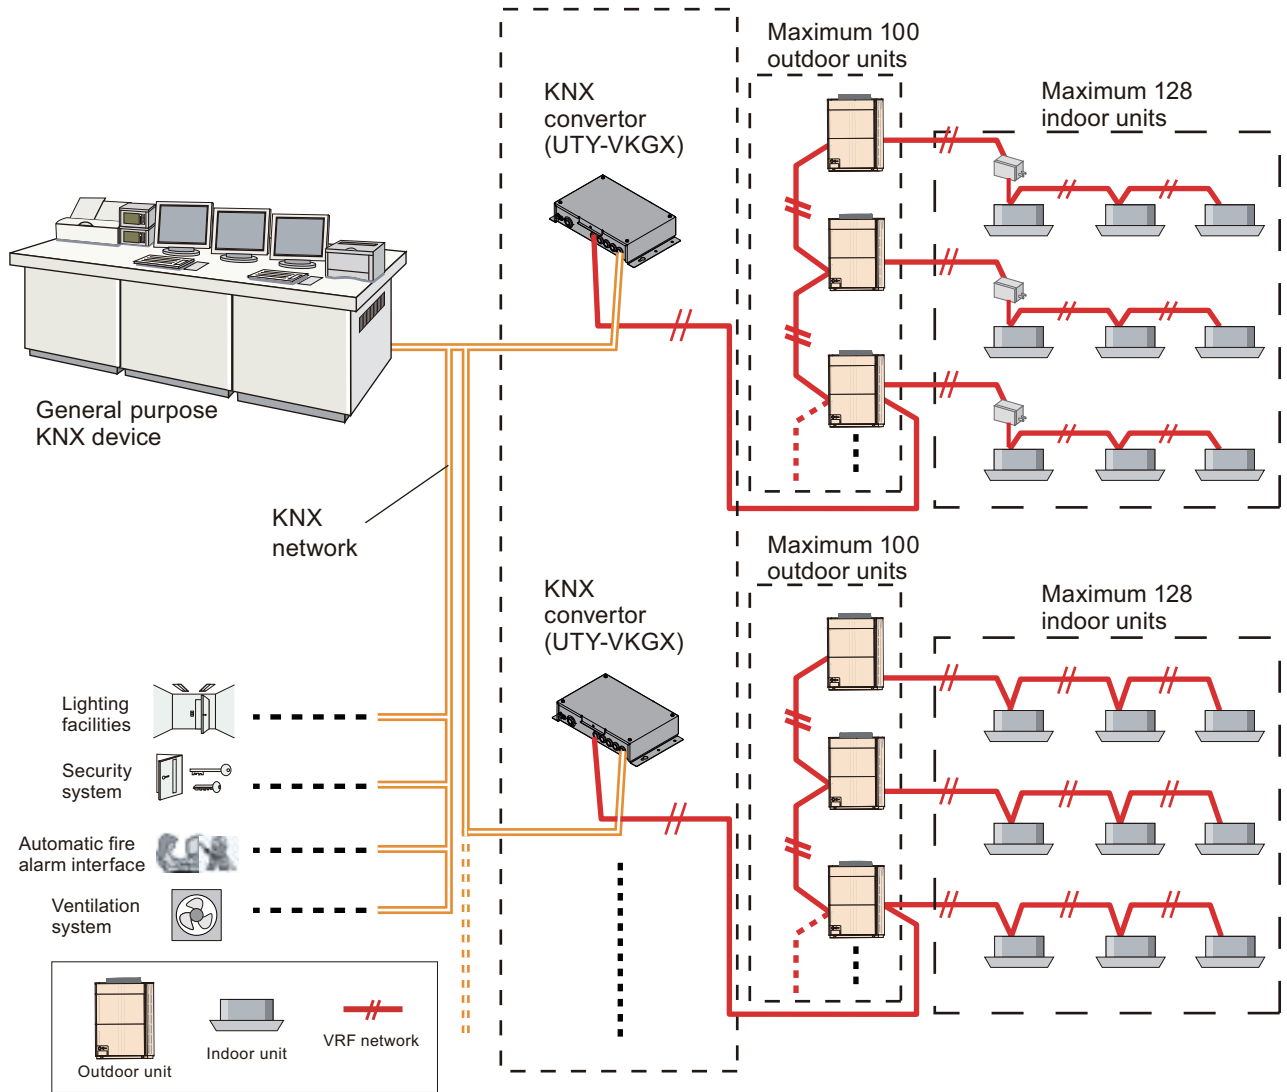 Maximum 100
outdoor units
KNX
convertor
(UTY-VKGX)
Maximum 128
indoor units
General purpose
KNX device
KNX
network
Maximum 100
outdoor units
KNX
convertor
(UTY-VKGX)
Maximum 128
indoor units
Lighting
facilities
Security
system
Automatic fire
alarm interface
Ventilation
system
Outdoor unit
Indoor unit
VRF network